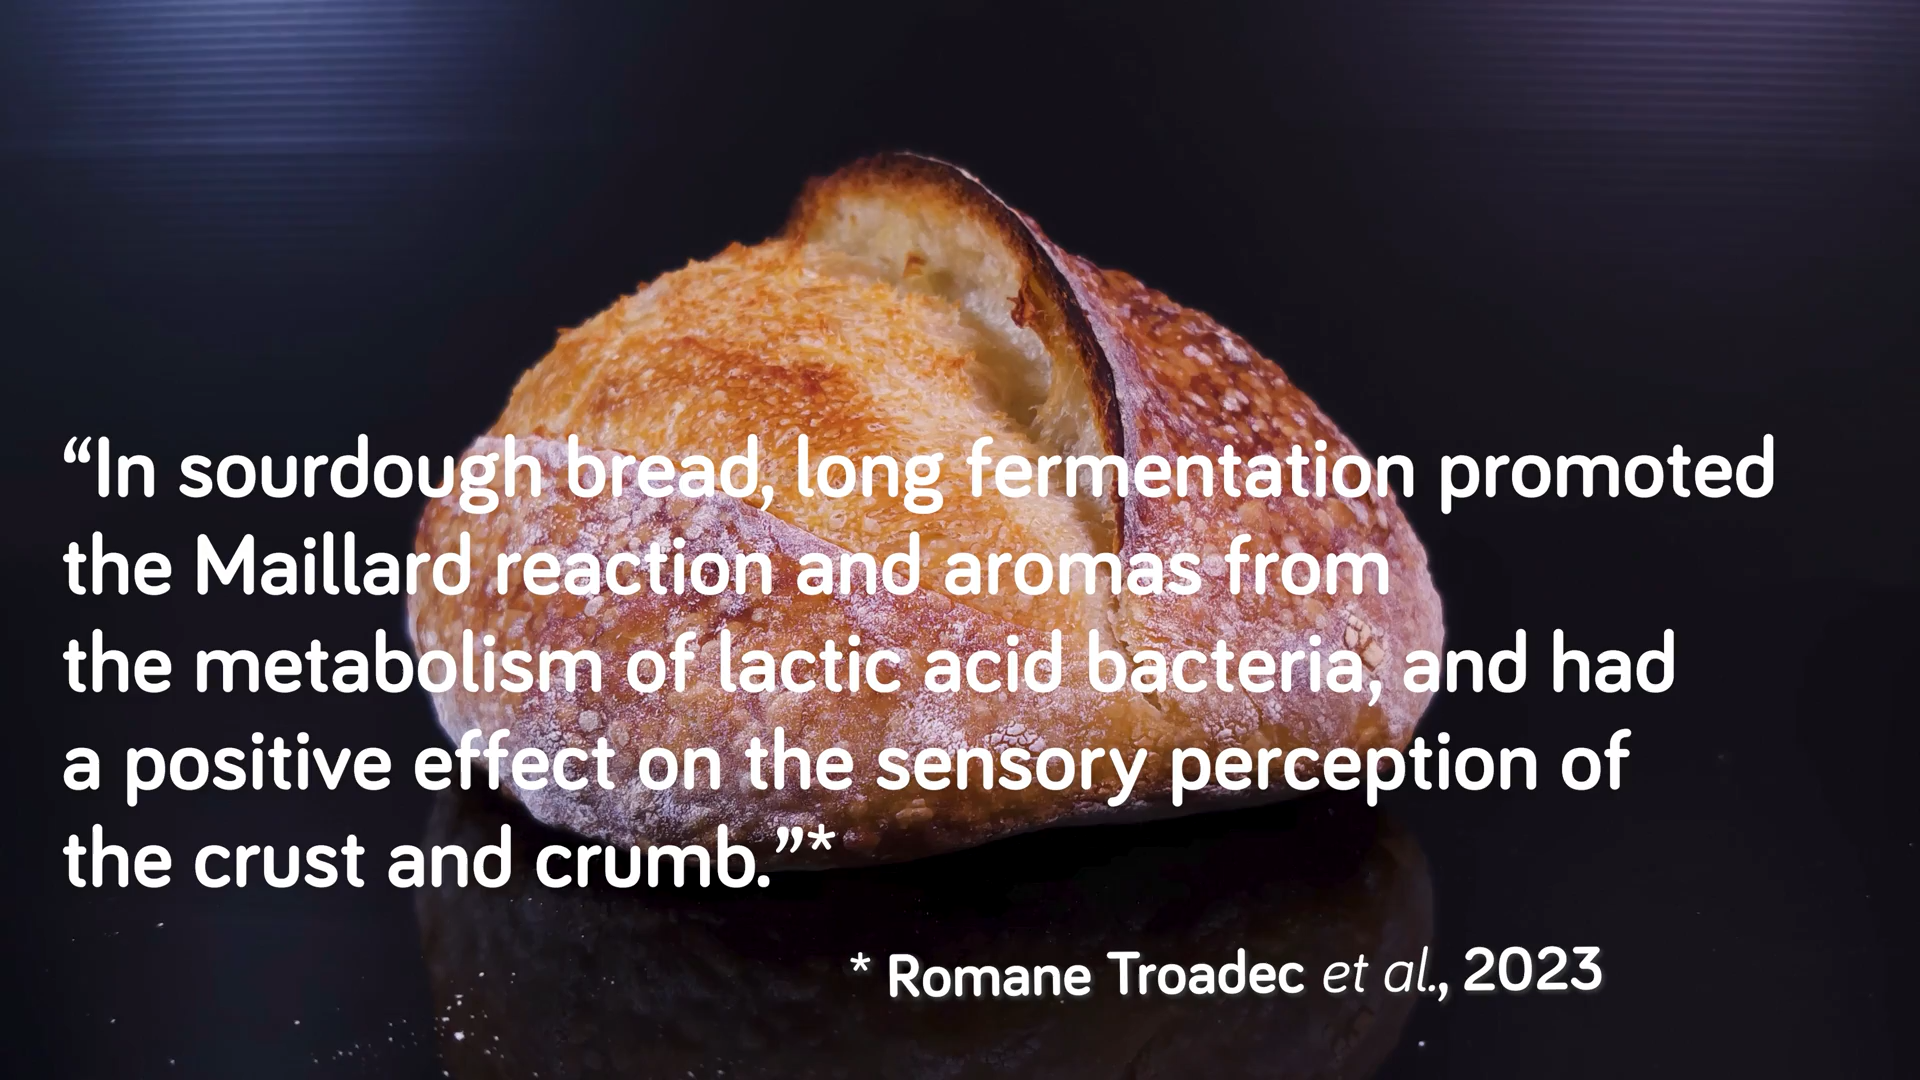 “In sourdough bread, long fermentation promoted
the Maillard reaction and aromas from
the metabolism of lactic acid bacteria, and had
a positive effect on the sensory perception of
the crust and crumb.”*
* Romane Troadec et al., 2023